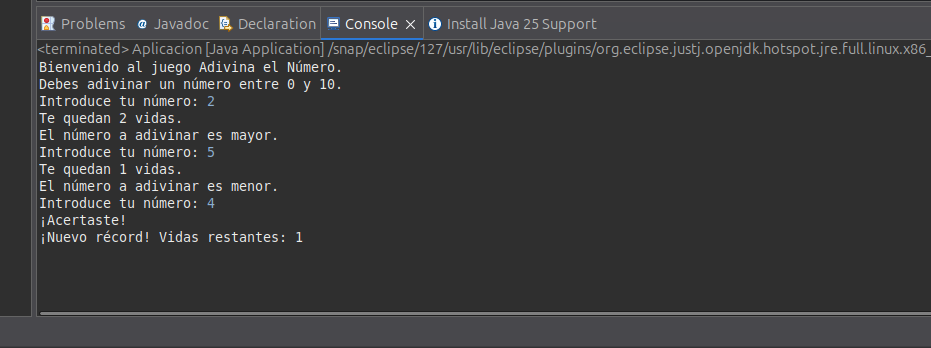 Problems Javadoc Declaration Console Install Java 25 Support
<terminated> Aplicacion [Java Application] /snap/eclipse/127/usr/lib/eclipse/plugins/org.eclipse.justj.openjdk.hotspot.jre.full.linux.x86_
Bienvenido al juego Adivina el Número.
Debes adivinar un número entre 0 y 10.
Introduce tu número: 2
Te quedan 2 vidas.
El número a adivinar es mayor.
Introduce tu número: 5
Te quedan 1 vidas.
El número a adivinar es menor.
Introduce tu número: 4
¡Acertaste!
¡Nuevo récord! Vidas restantes: 1